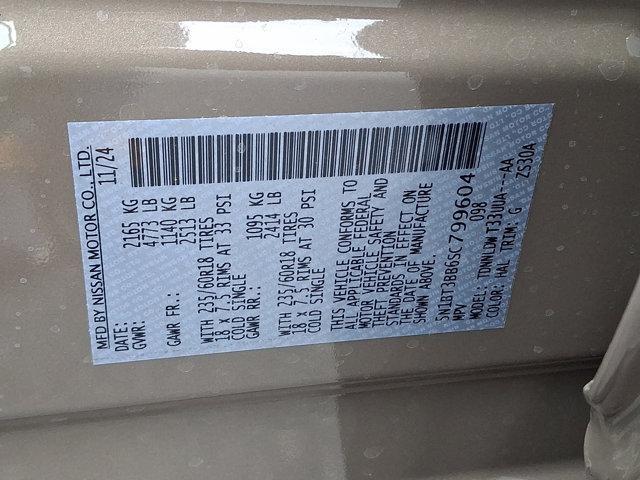 MFD BY NISSAN MOTOR CO., LTD.
DATE: 11/24
GVWR: 2165 KG
4773 LB
GAWR FR.: 1140 KG
2513 LB
WITH 235/60R18 TIRES
18 x 7.5 RIMS AT 33 PSI
COLD SINGLE
GAWR RR.: 1095 KG
2414 LB
WITH 235/60R18 TIRES
18 x 7.5 RIMS AT 30 PSI
COLD SINGLE
THIS VEHICLE CONFORMS TO
ALL APPLICABLE FEDERAL
MOTOR VEHICLE SAFETY AND
THEFT PREVENTION
STANDARDS IN EFFECT ON
THE DATE OF MANUFACTURE
SHOWN ABOVE.
5N1BT3BB6SC799604
MPV 098
MODEL: TDWNLDW T33UUA---AA
COLOR: HAL TRIM: G ZS30A